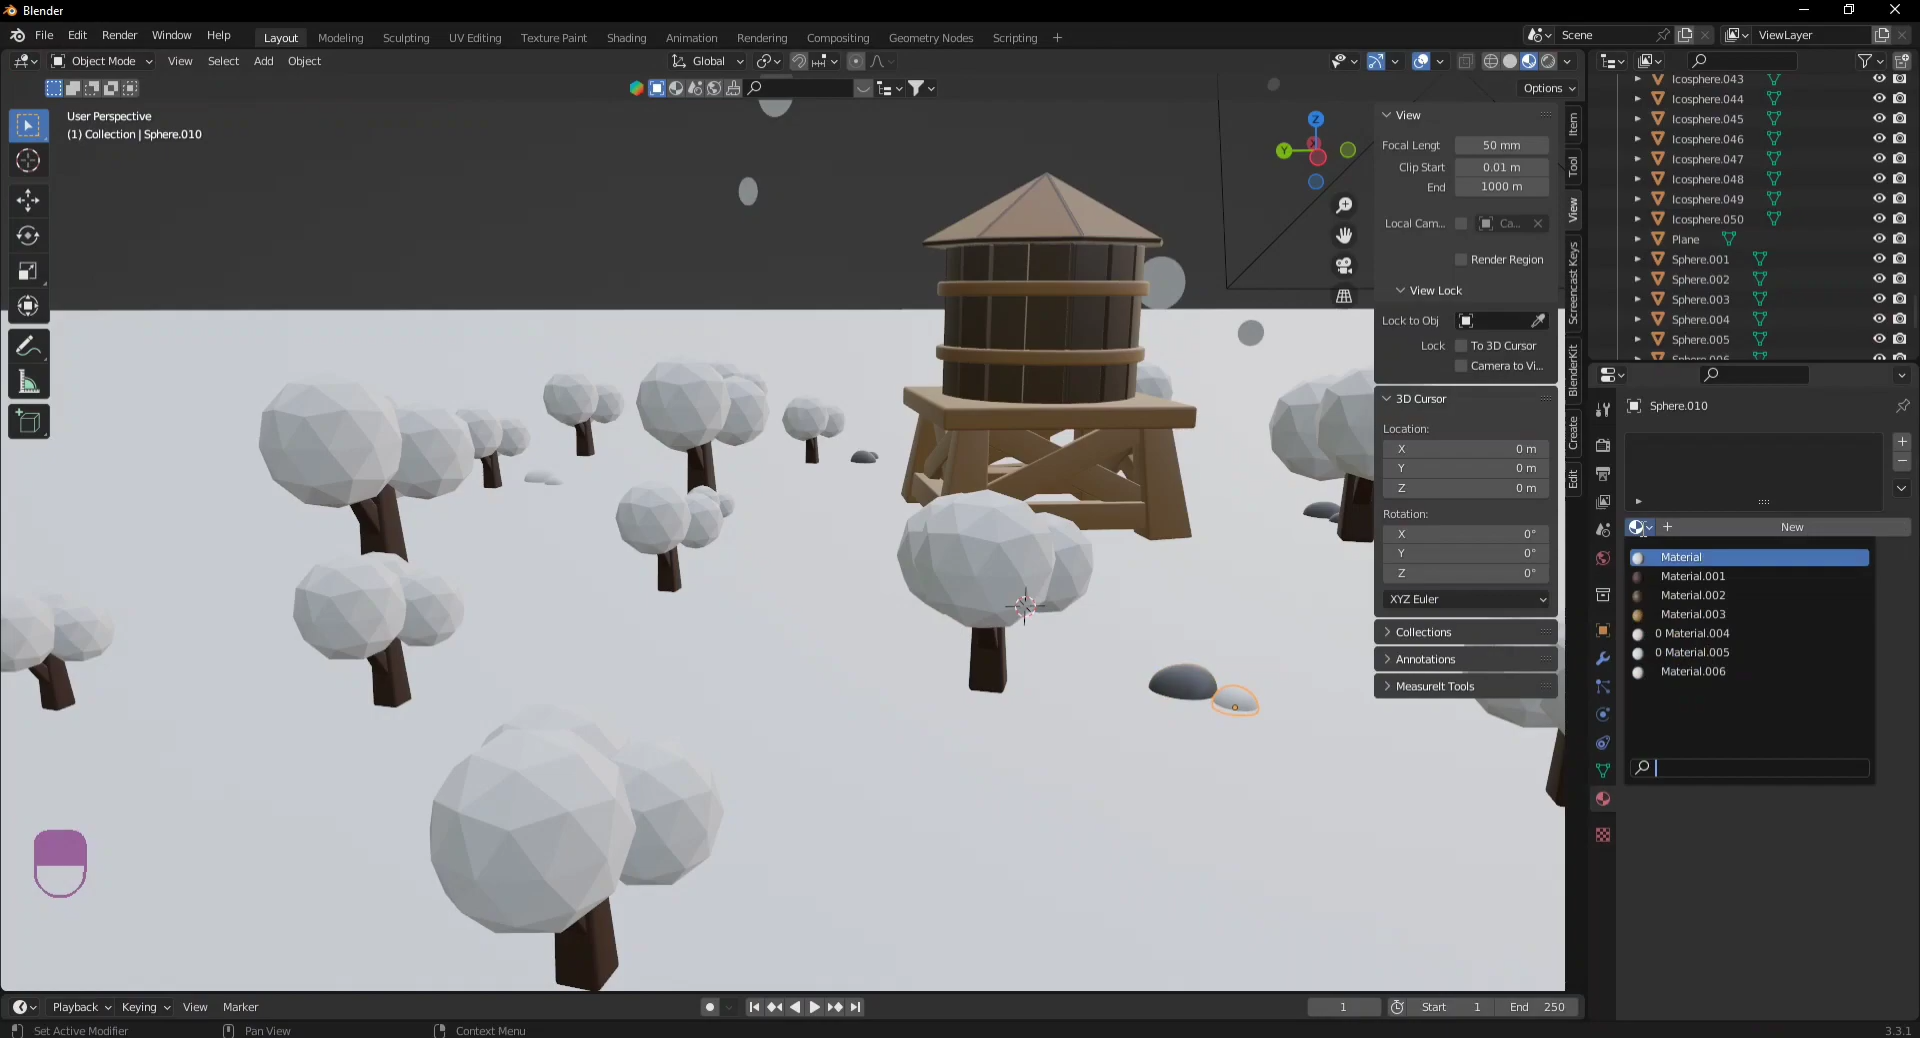 Blender
File Edit Render Window Help Layout Modeling Sculpting UV Editing Texture Paint Shading Animation Rendering Compositing Geometry Nodes Scripting + Scene ViewLayer
Object Mode View Select Add Object Global
Options
User Perspective
(1) Collection | Sphere.010
Z
Y
X
View
Focal Lengt 50 mm
Clip Start 0.01 m
End 1000 m
Local Cam... Ca...
Render Region
View Lock
Lock to Obj
Lock To 3D Cursor
Camera to Vi...
3D Cursor
Location:
X 0 m
Y 0 m
Z 0 m
Rotation:
X 0°
Y 0°
Z 0°
XYZ Euler
Collections
Annotations
MeasureIt Tools
Item
Tool
View
Screencast Keys
BlenderKit
Create
Edit
Icosphere.043
Icosphere.044
Icosphere.045
Icosphere.046
Icosphere.047
Icosphere.048
Icosphere.049
Icosphere.050
Plane
Sphere.001
Sphere.002
Sphere.003
Sphere.004
Sphere.005
Sphere.006
Sphere.010
New
Material
Material.001
Material.002
Material.003
0 Material.004
0 Material.005
Material.006
Playback Keying View Marker 1 Start 1 End 250
Set Active Modifier Pan View Context Menu 3.3.1